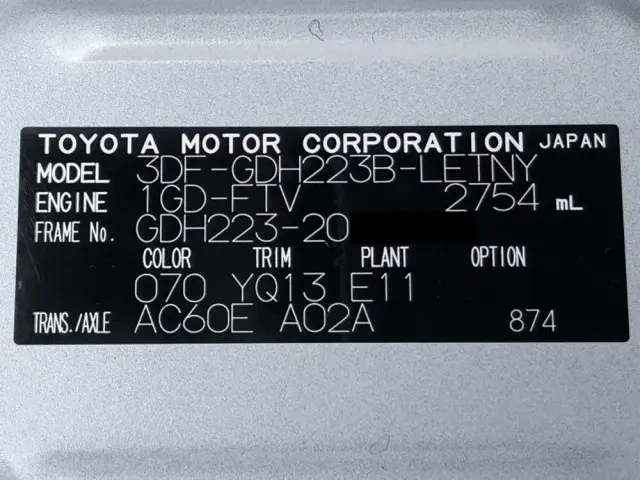 TOYOTA MOTOR CORPORATION JAPAN
MODEL 3DF-GDH223B-LETNY
ENGINE 1GD-FTV 2754 mL
FRAME No. GDH223-20
COLOR TRIM PLANT OPTION
070 YQ13 E11
TRANS./AXLE AC60E A02A 874